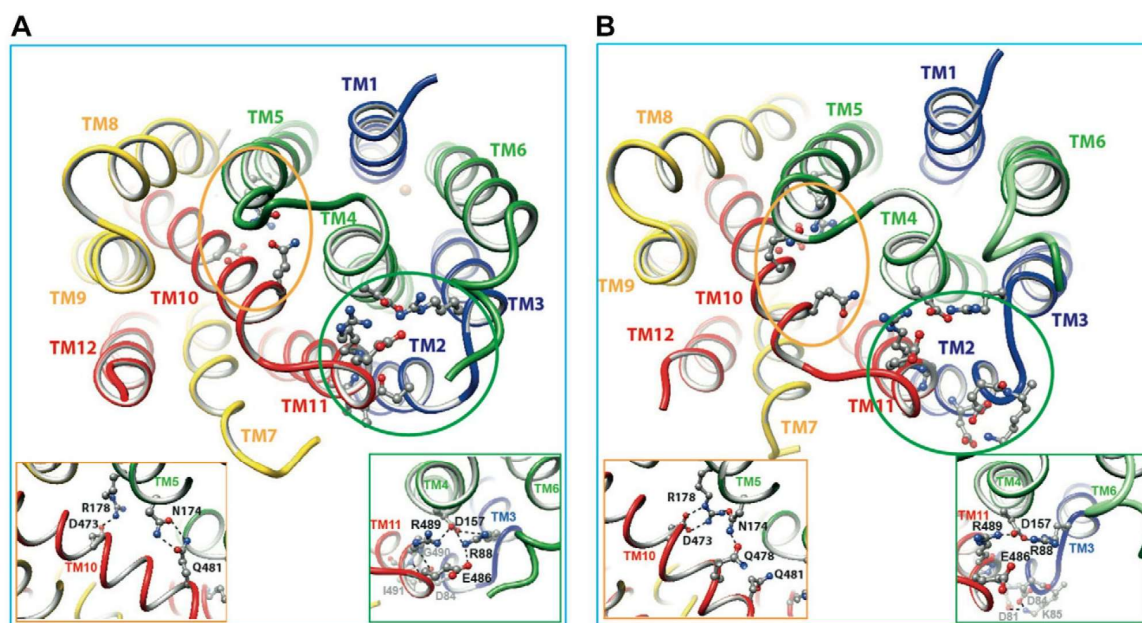 A
TM1
TM8
TM5
TM6
TM4
TM9
TM10
TM3
TM12
TM2
TM11
TM7
TM5
R178
N174
D473
TM10
Q481
TM4
TM6
TM11
R489
D157
TM3
G490
R88
E486
I491
D84
B
TM1
TM8
TM5
TM6
TM4
TM9
TM10
TM3
TM12
TM2
TM11
TM7
TM5
R178
N174
TM10
D473
Q478
Q481
TM4
TM6
TM11
R489
D157
E486
R88
TM3
D84
D81
K85